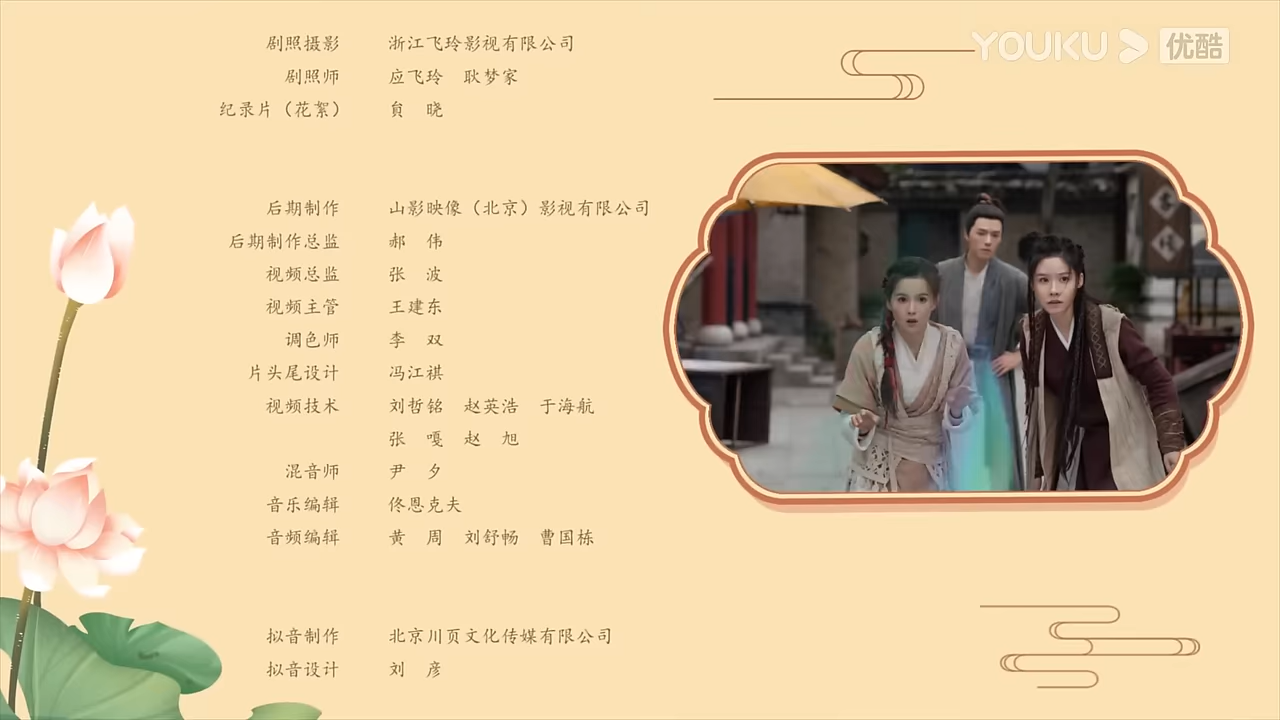 YOUKU 优酷
剧照摄影 浙江飞玲影视有限公司
剧照师 应飞玲 耿梦家
纪录片（花絮） 貟 晓
后期制作 山影映像（北京）影视有限公司
后期制作总监 郝 伟
视频总监 张 波
视频主管 王建东
调色师 李 双
片头尾设计 冯江祺
视频技术 刘哲铭 赵英浩 于海航
张 嘎 赵 旭
混音师 尹 夕
音乐编辑 佟恩克夫
音频编辑 黄 周 刘舒畅 曹国栋
拟音制作 北京川页文化传媒有限公司
拟音设计 刘 彦